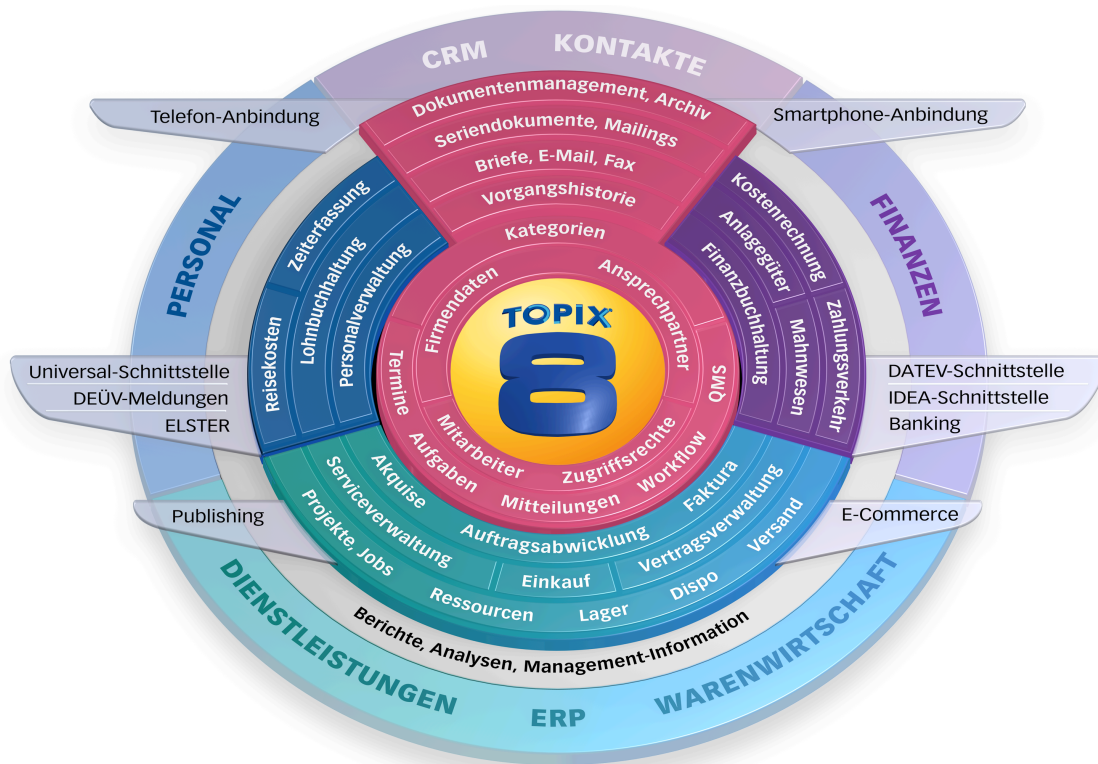 CRM
KONTAKTE
Dokumentenmanagement, Archiv
Seriendokumente, Mailings
Briefe, E-Mail, Fax
Vorgangshistorie
Kategorien
Firmendaten
Ansprechpartner
TOPIX
8
Termine
QMS
Mitarbeiter
Zugriffsrechte
Aufgaben
Mitteilungen
Workflow
Telefon-Anbindung
Smartphone-Anbindung
PERSONAL
Zeiterfassung
Reisekosten
Lohnbuchhaltung
Personalverwaltung
FINANZEN
Kostenrechnung
Anlagegüter
Finanzbuchhaltung
Zahlungsverkehr
Mahnwesen
Universal-Schnittstelle
DEÜV-Meldungen
ELSTER
DATEV-Schnittstelle
IDEA-Schnittstelle
Banking
Publishing
E-Commerce
Akquise
Auftragsabwicklung
Faktura
Serviceverwaltung
Einkauf
Vertragsverwaltung
Projekte, Jobs
Ressourcen
Lager
Dispo
Versand
Berichte, Analysen, Management-Information
DIENSTLEISTUNGEN
ERP
WARENWIRTSCHAFT